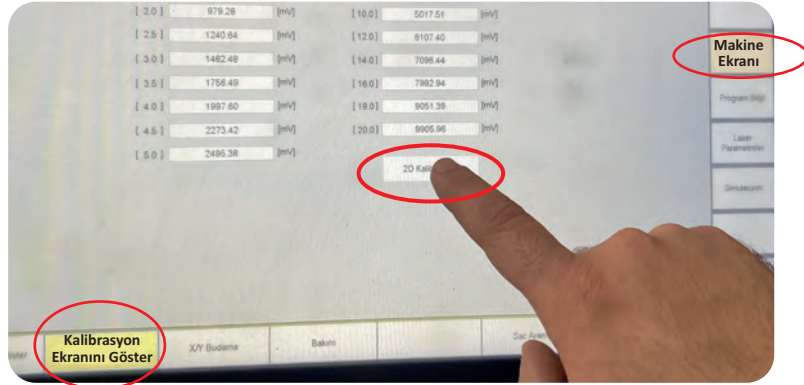 [ 2.0 ] 979.28 [mV] [ 10.0 ] 5017.51 [mV]
[ 2.5 ] 1240.64 [mV] [ 12.0 ] 6107.40 [mV]
[ 3.0 ] 1482.48 [mV] [ 14.0 ] 7096.44 [mV]
[ 3.5 ] 1756.49 [mV] [ 16.0 ] 7982.94 [mV]
[ 4.0 ] 1997.60 [mV] [ 18.0 ] 9051.39 [mV]
[ 4.5 ] 2273.42 [mV] [ 20.0 ] 9905.96 [mV]
[ 5.0 ] 2495.38 [mV]
2D
Makine
Ekranı
Program Bilgi
Lazer
Parametreler
Simulasyon
Kalibrasyon
Ekranını Göster
X/Y Budama
Bakım
Sac